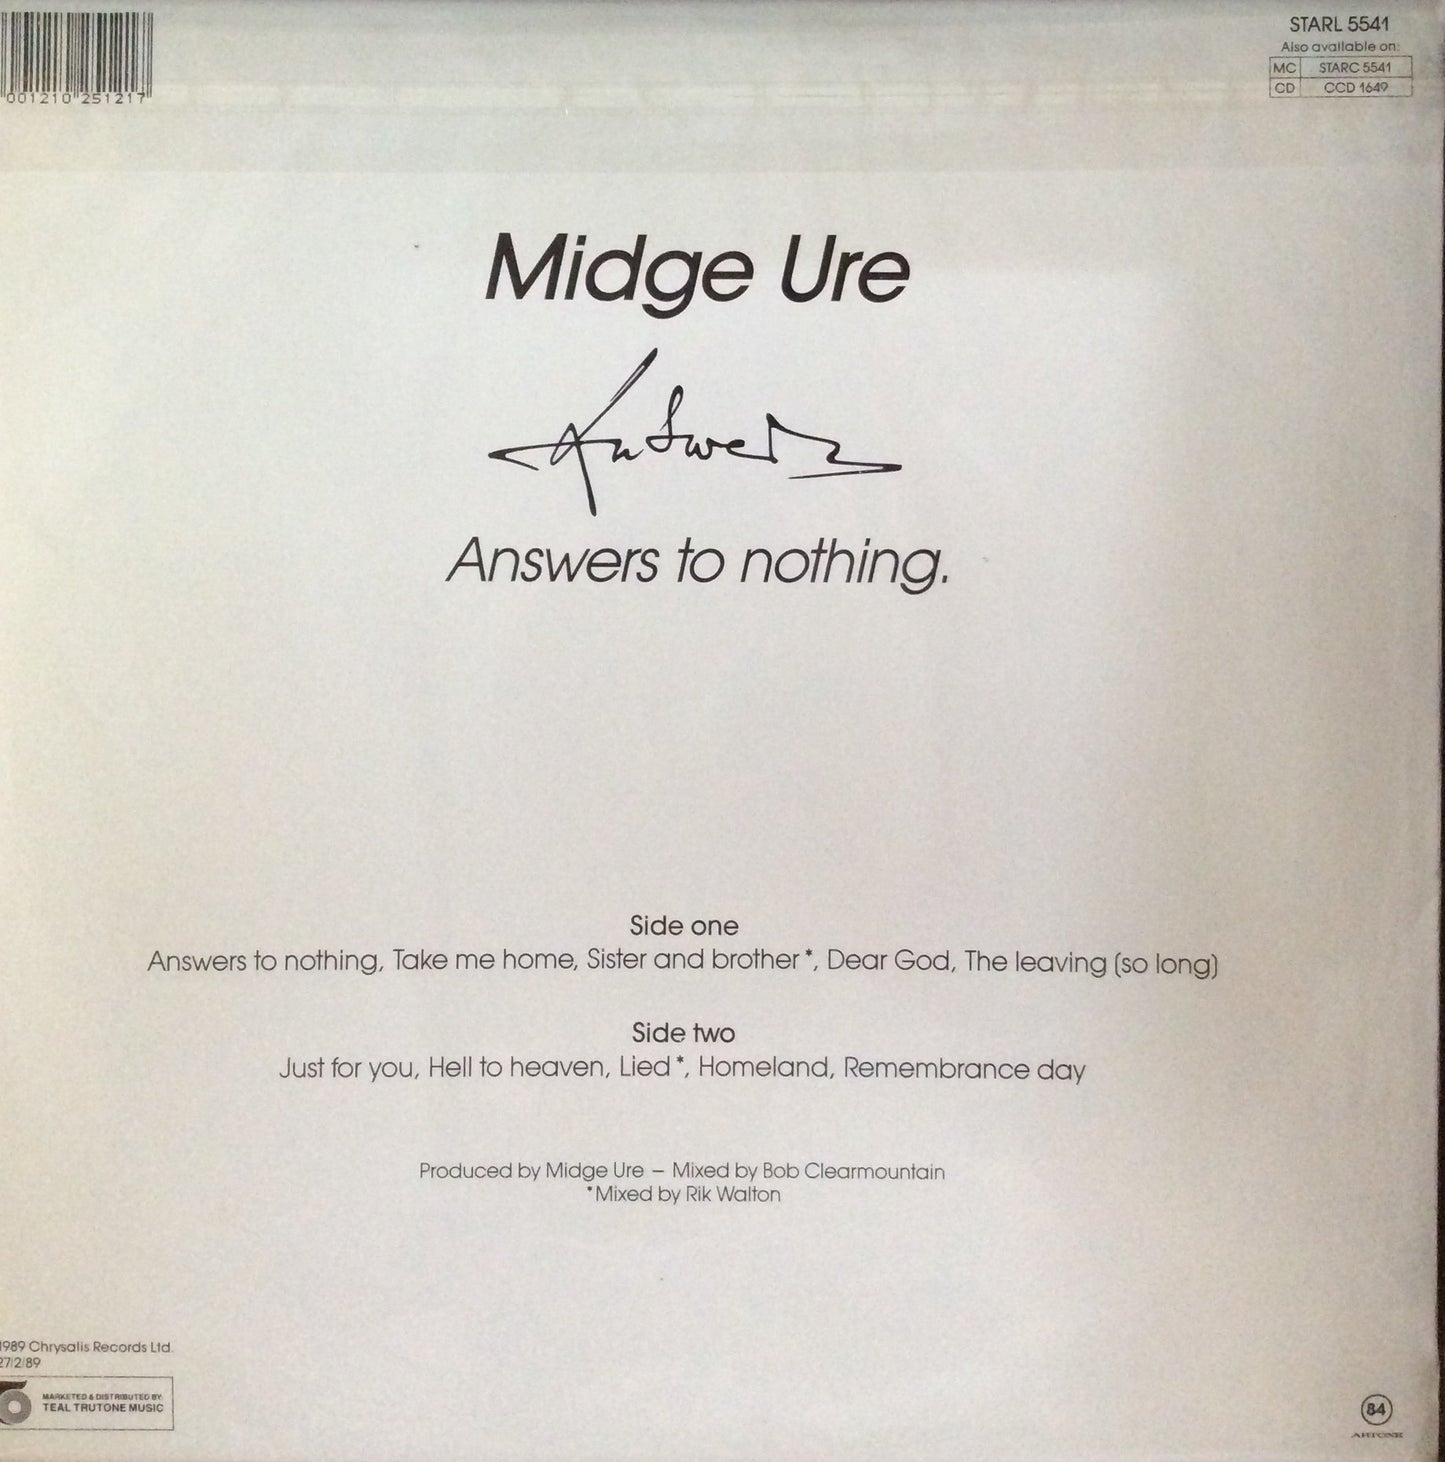 001210 251217
STARL 5541
Also available on:
MC STARC 5541
CD CCD 1649
Midge Ure
Answers
Answers to nothing.
Side one
Answers to nothing, Take me home, Sister and brother*, Dear God, The leaving (so long)
Side two
Just for you, Hell to heaven, Lied*, Homeland, Remembrance day
Produced by Midge Ure – Mixed by Bob Clearmountain
*Mixed by Rik Walton
1989 Chrysalis Records Ltd.
27/2/89
MARKETED & DISTRIBUTED BY:
TEAL TRUTONE MUSIC
84
ARTONE